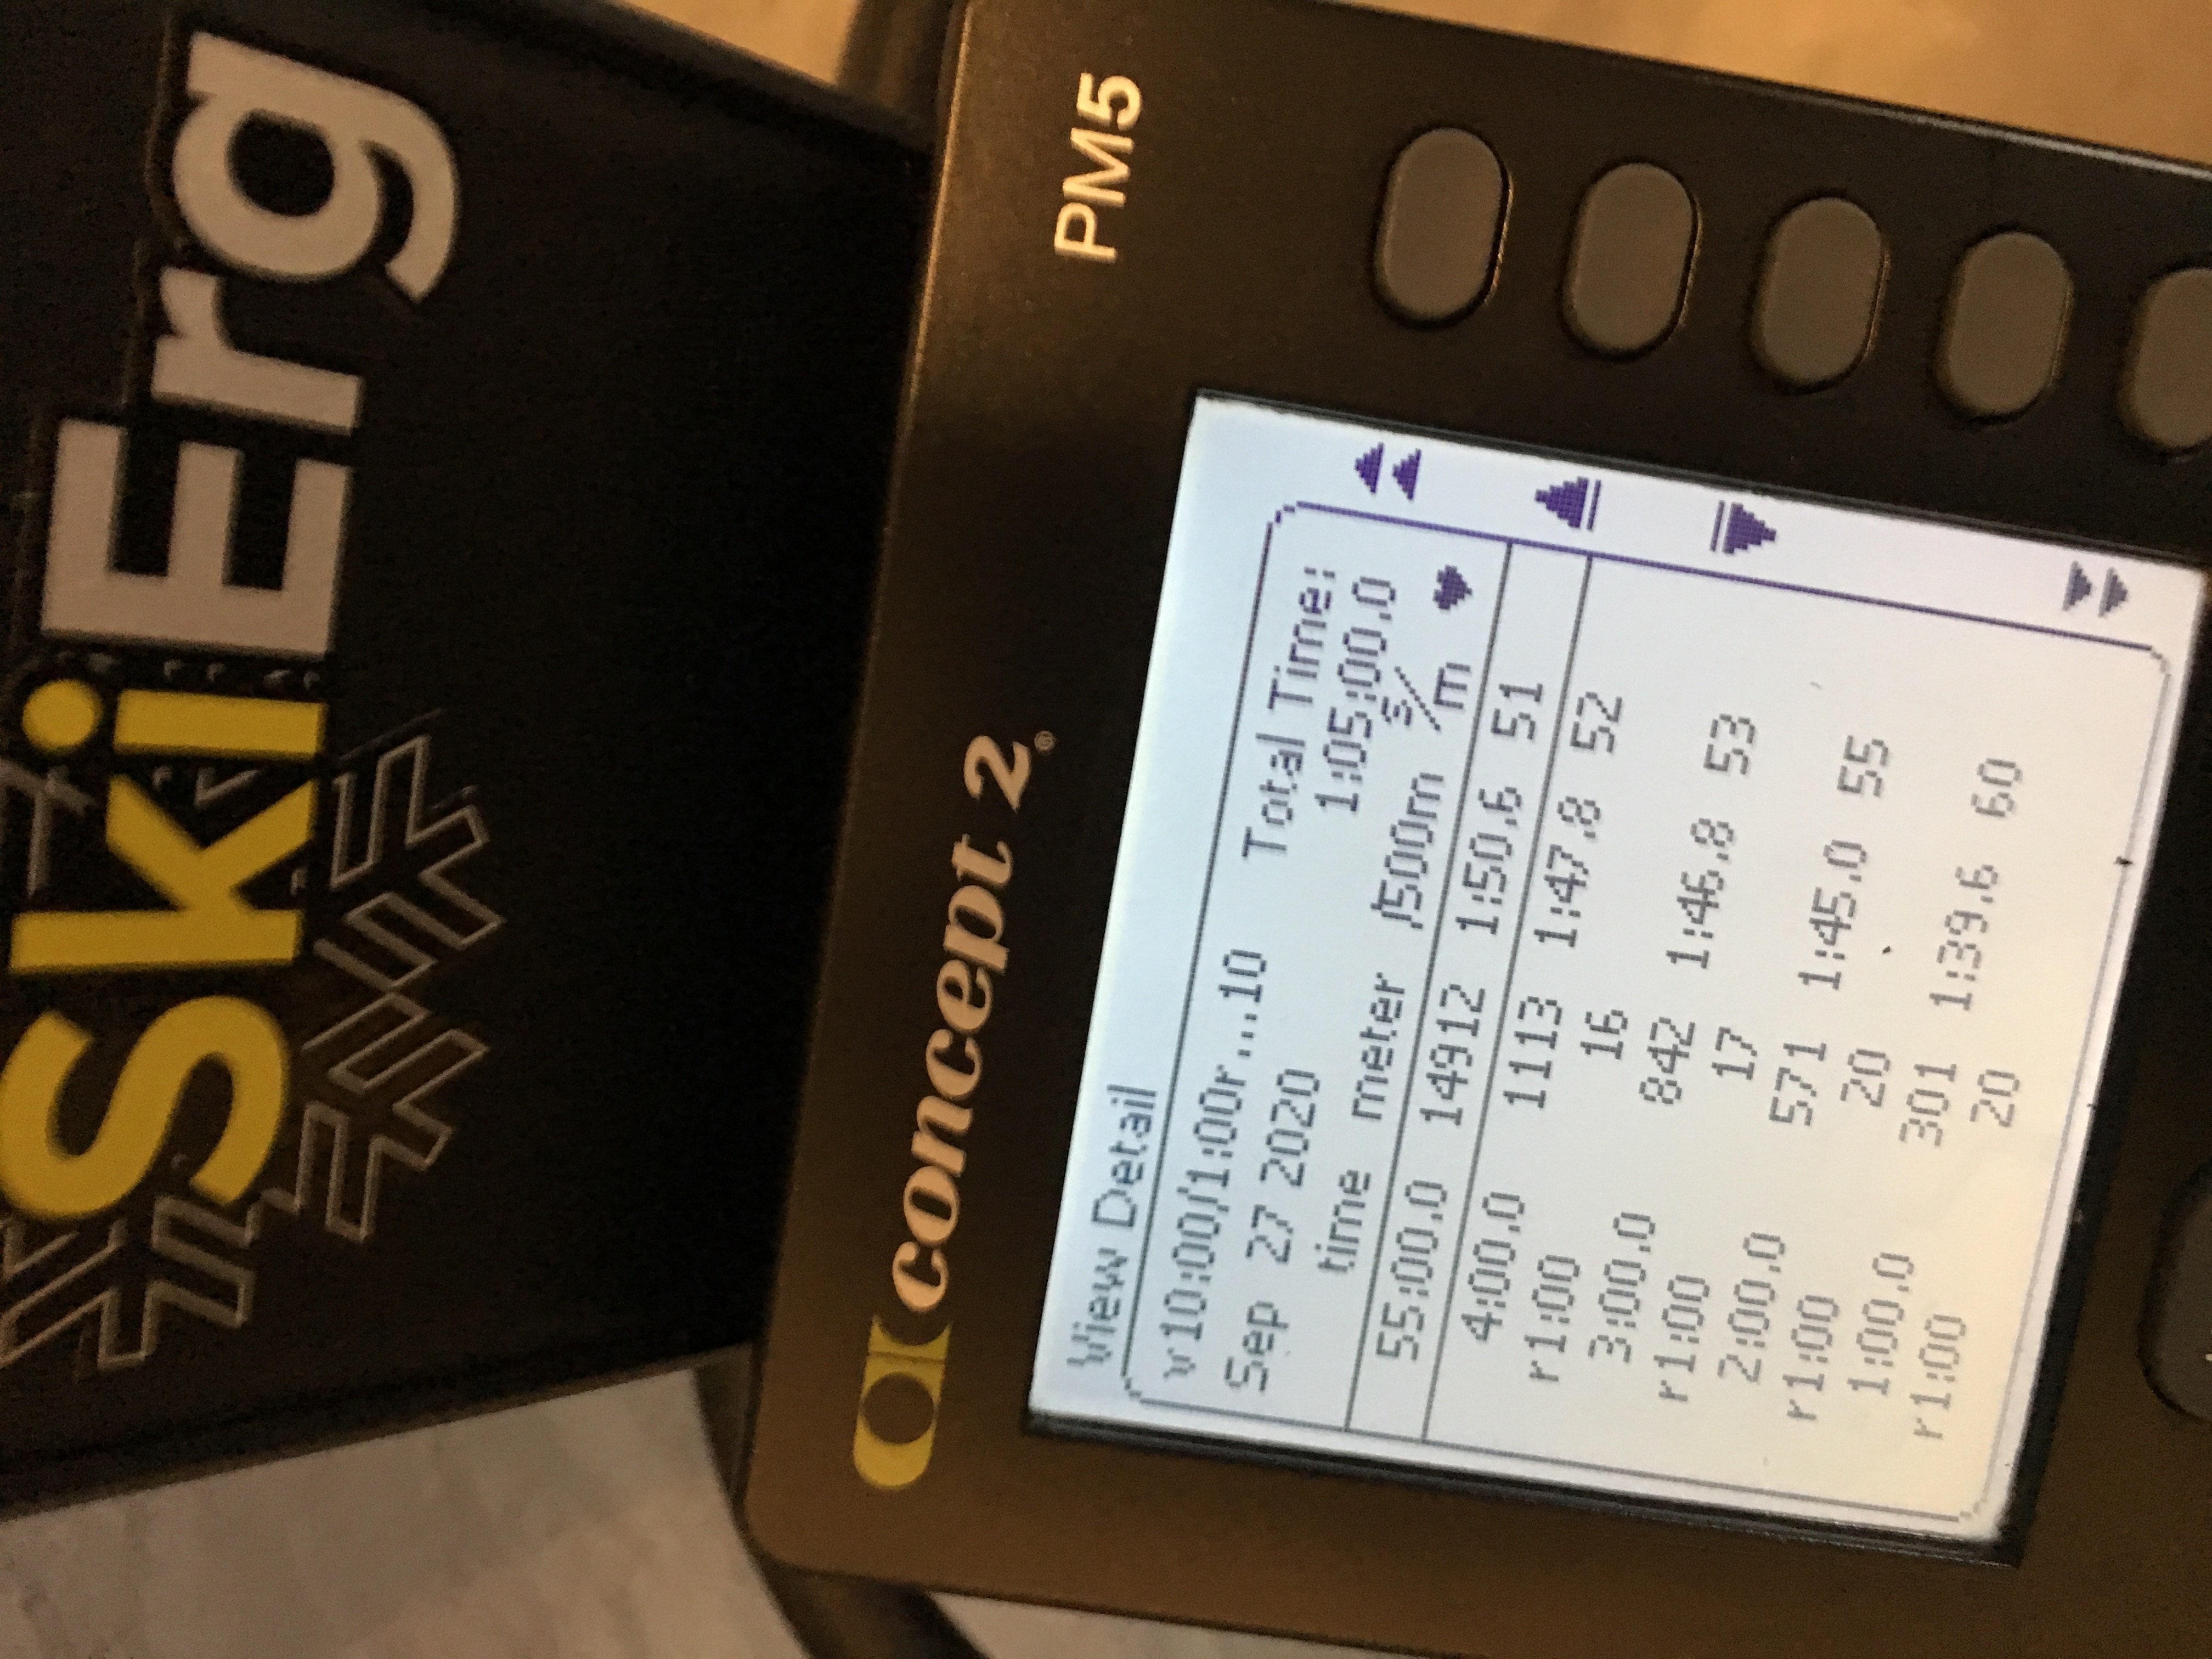 SkiErg
concept 2®
PM5
View Detail
v10:00/1:00r...10
Sep 27 2020 Total Time:
1:05:00.0
time meter /500m s/m ♥
55:00.0 14912 1:50.6 51
4:00.0 1113 1:47.8 52
r1:00 16
3:00.0 842 1:46.8 53
r1:00 17
2:00.0 571 1:45.0 55
r1:00 20
1:00.0 301 1:39.6 60
r1:00 20